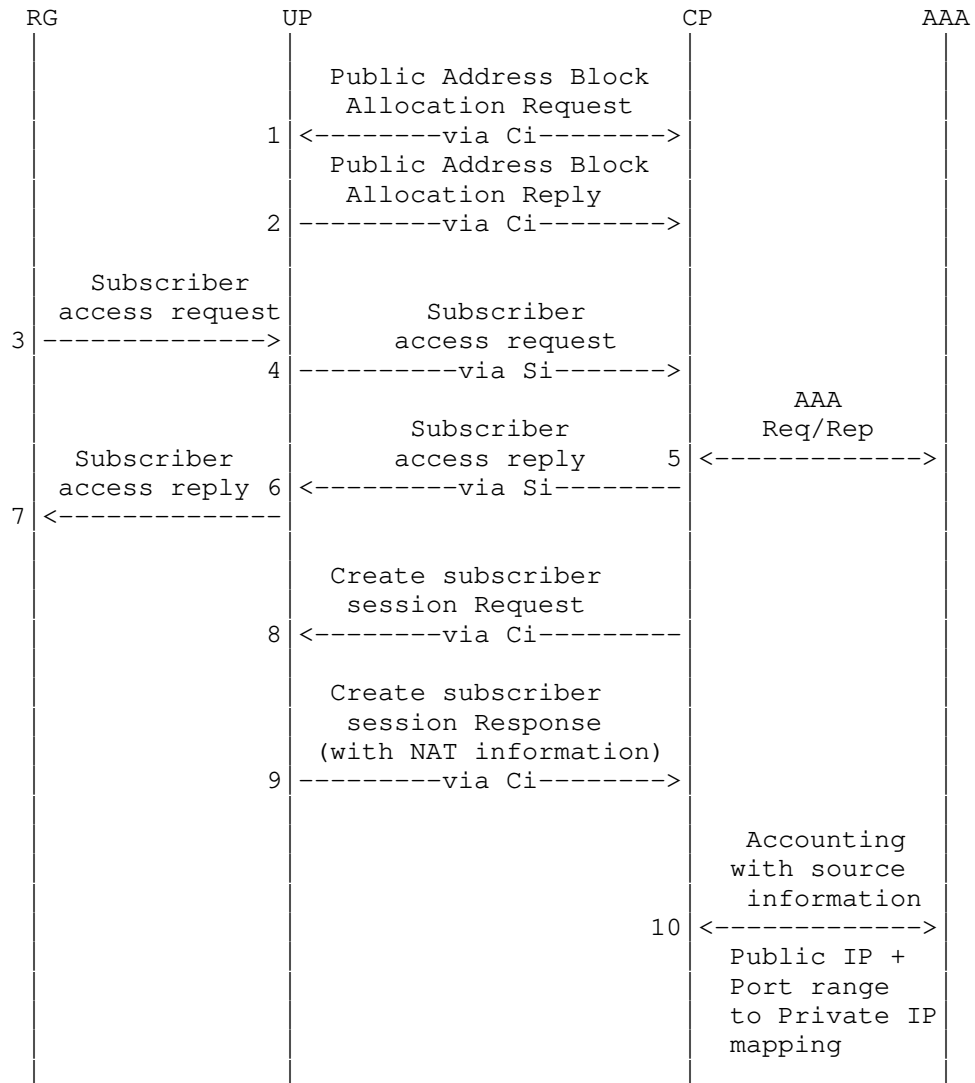 RG UP CP AAA
Public Address Block
Allocation Request
1 <--------via Ci-------->
Public Address Block
Allocation Reply
2 ---------via Ci-------->
Subscriber
access request Subscriber
3 --------------> access request
4 ----------via Si------->
AAA
Subscriber Req/Rep
Subscriber access reply 5 <------------->
access reply 6 <---------via Si--------
7 <--------------
Create subscriber
session Request
8 <--------via Ci---------
Create subscriber
session Response
(with NAT information)
9 ---------via Ci-------->
Accounting
with source
information
10 <------------->
Public IP +
Port range
to Private IP
mapping